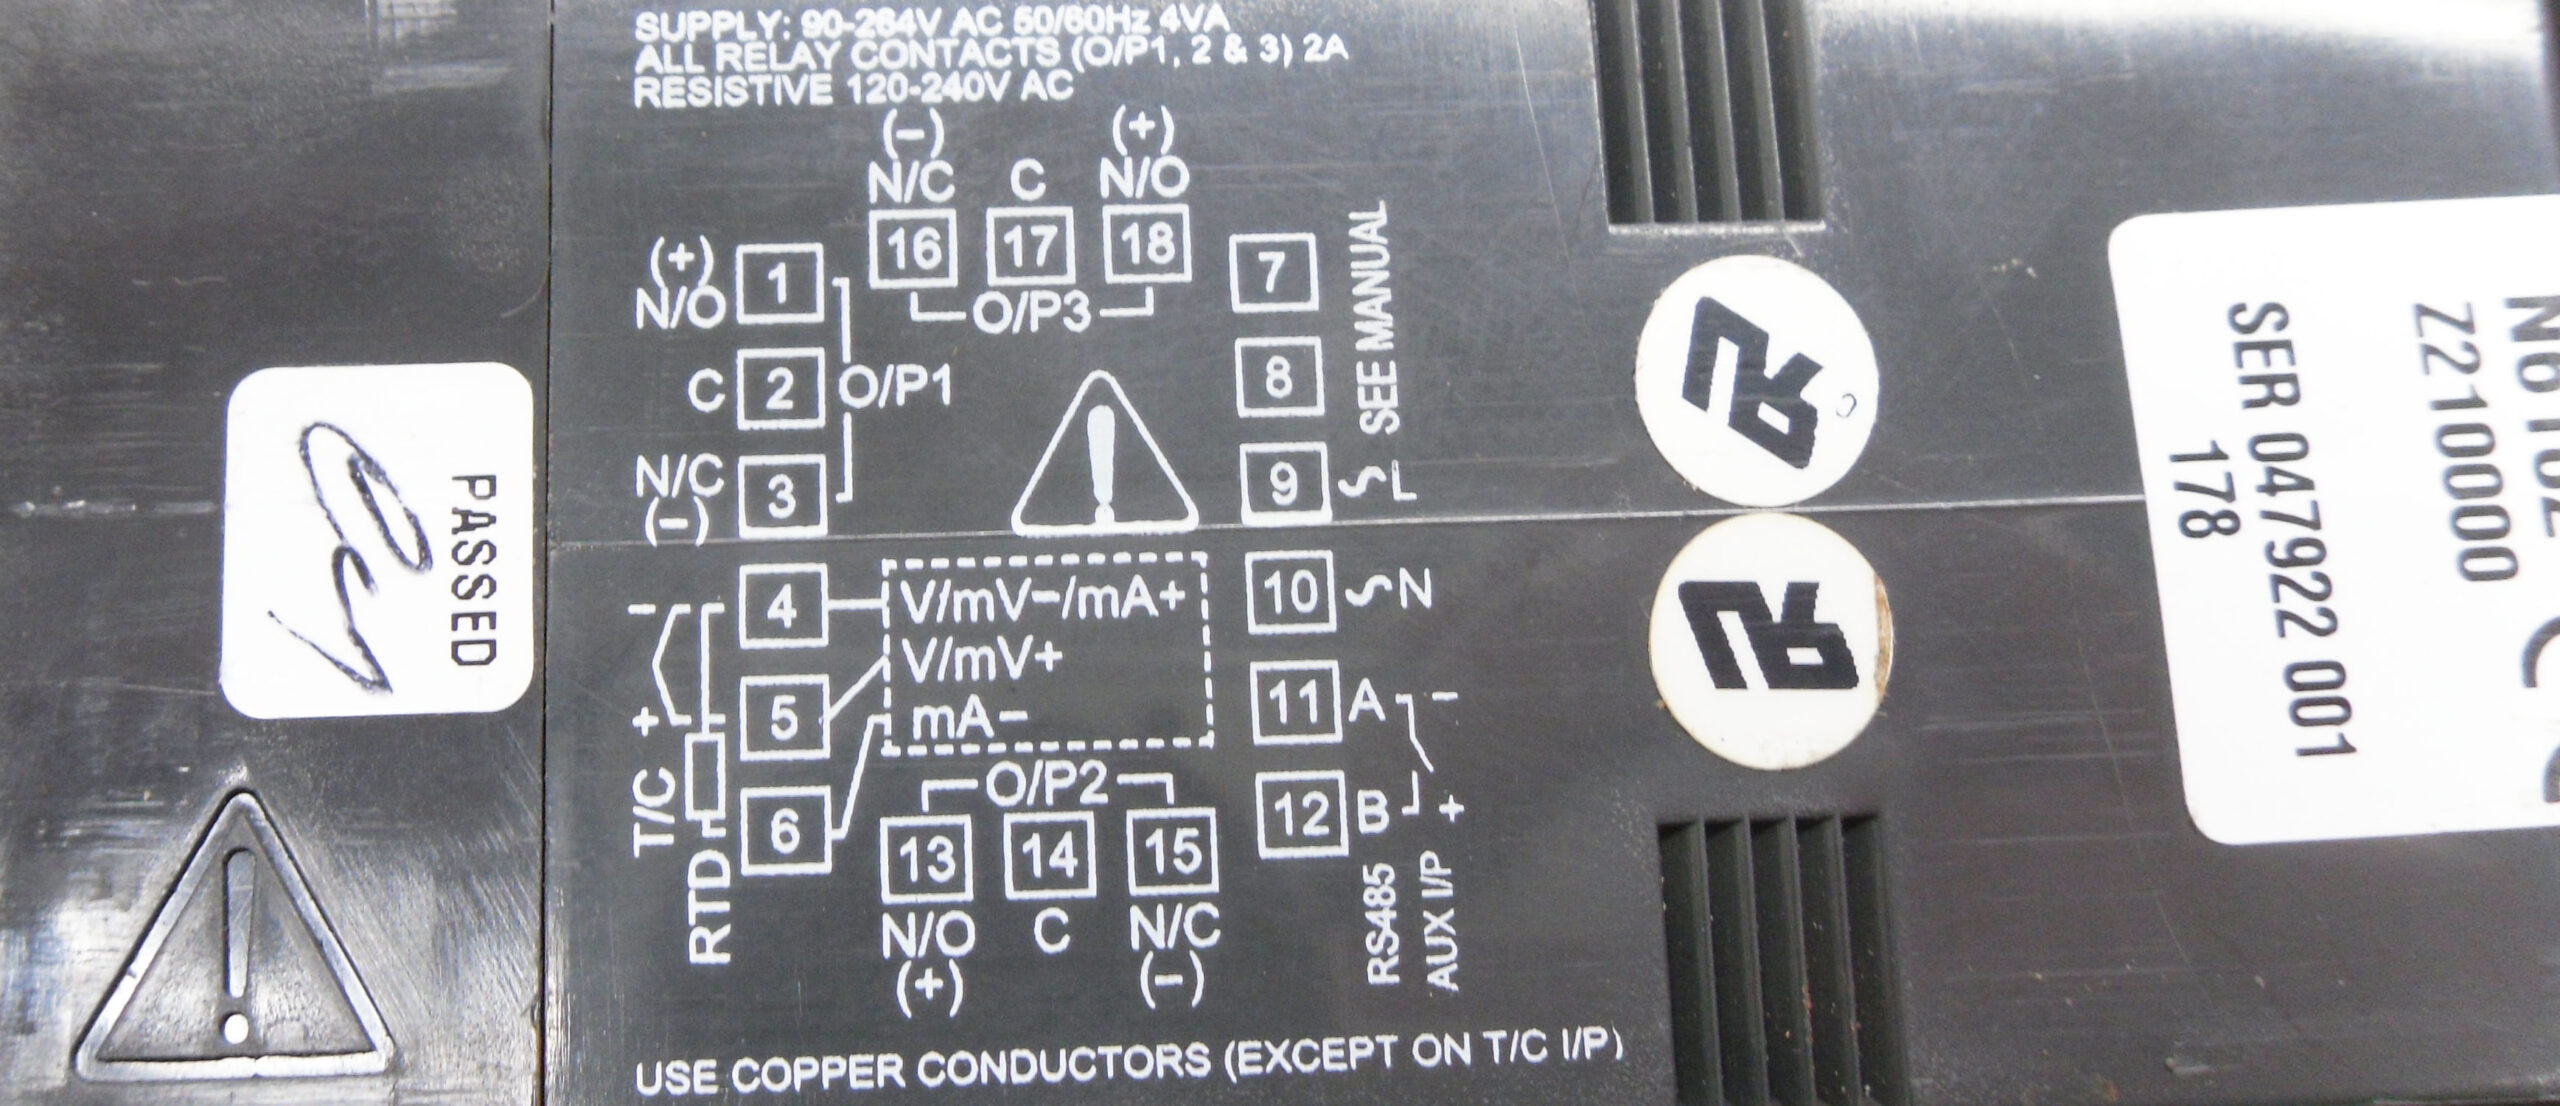 SUPPLY: 90-264V AC 50/60Hz 4VA
ALL RELAY CONTACTS (O/P1, 2 & 3) 2A
RESISTIVE 120-240V AC
(−) (+)
N/C C N/O
16 17 18
O/P3
(+)
N/O 1
C 2 O/P1
N/C 3
(−)
7
8
9 ∿ L
SEE MANUAL
− 4 V/mV−/mA+
5 V/mV+
+ 6 mA−
T/C
RTD
10 ∿ N
11 A −
12 B +
RS485
AUX I/P
O/P2
13 14 15
N/O C N/C
(+) (−)
USE COPPER CONDUCTORS (EXCEPT ON T/C I/P)
PASSED
Z210000
SER 047922 001
178